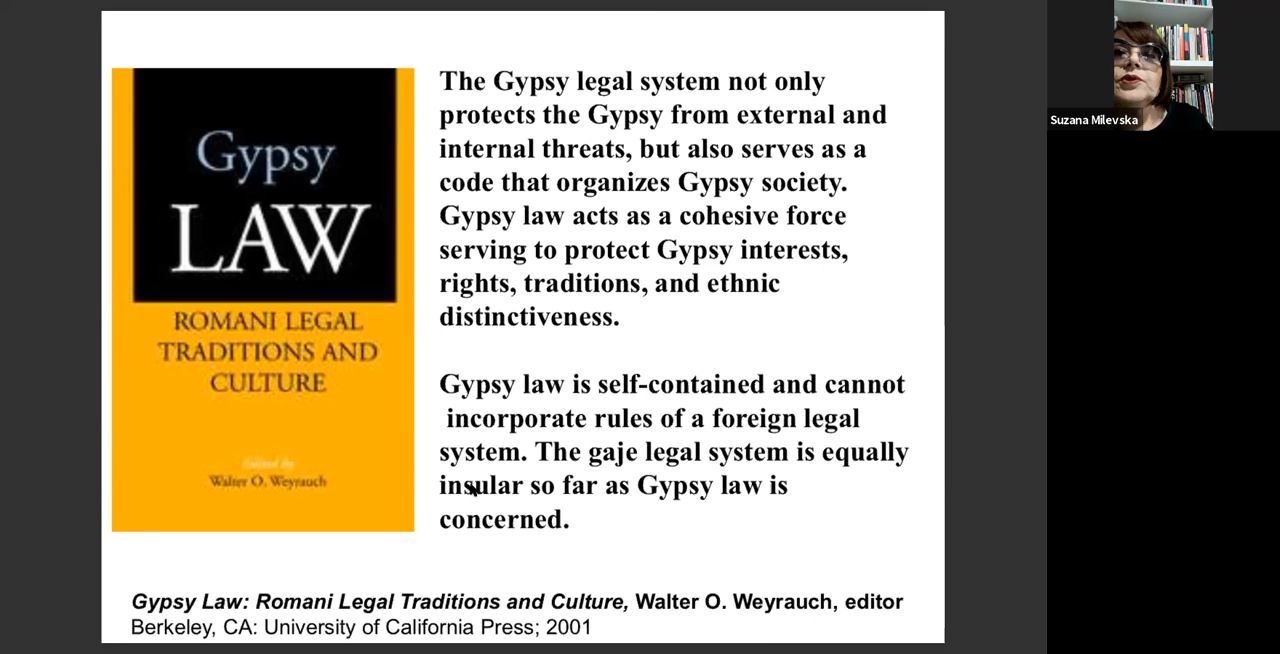 Gypsy
LAW
ROMANI LEGAL
TRADITIONS AND
CULTURE
Edited by
Walter O. Weyrauch
The Gypsy legal system not only
protects the Gypsy from external and
internal threats, but also serves as a
code that organizes Gypsy society.
Gypsy law acts as a cohesive force
serving to protect Gypsy interests,
rights, traditions, and ethnic
distinctiveness.
Gypsy law is self-contained and cannot
incorporate rules of a foreign legal
system. The gaje legal system is equally
insular so far as Gypsy law is
concerned.
Gypsy Law: Romani Legal Traditions and Culture, Walter O. Weyrauch, editor
Berkeley, CA: University of California Press; 2001
Suzana Milevska